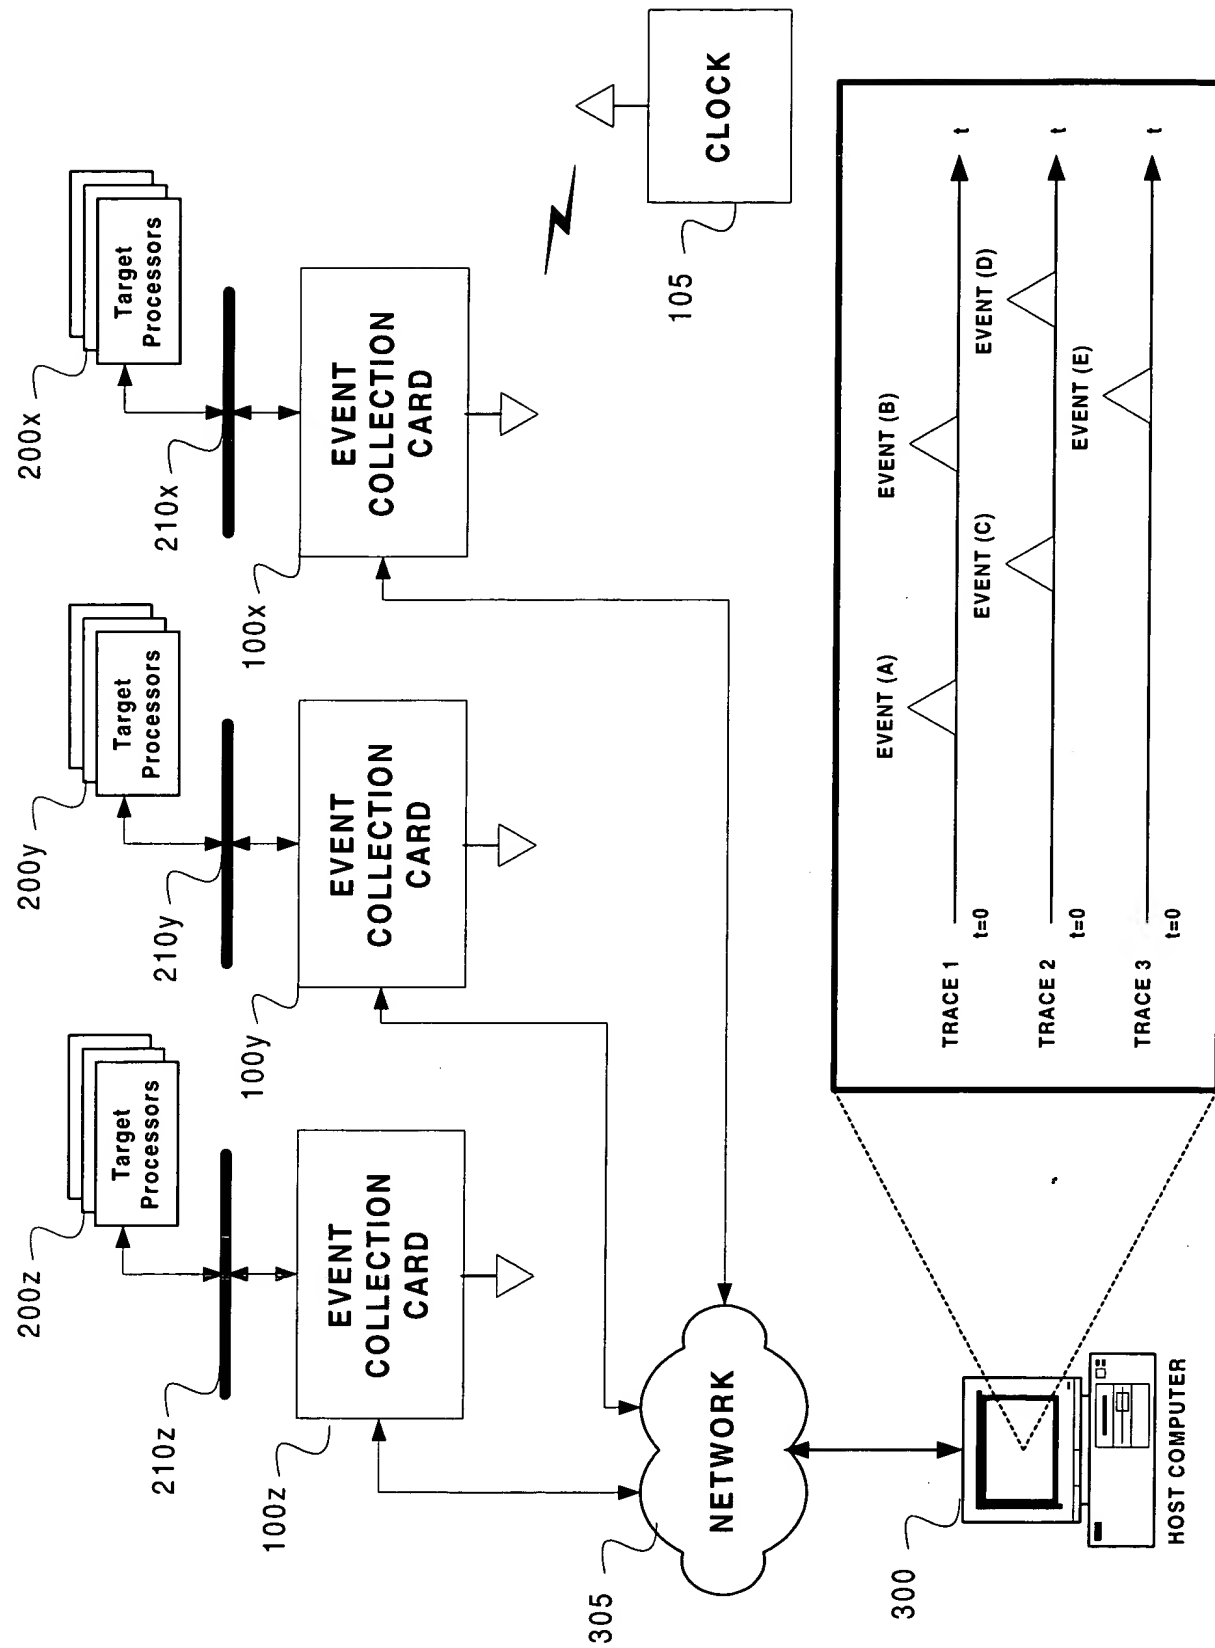 200z
Target
Processors
210z
100z
EVENT
COLLECTION
CARD
200y
Target
Processors
210y
100y
EVENT
COLLECTION
CARD
200x
Target
Processors
210x
100x
EVENT
COLLECTION
CARD
305
NETWORK
105
CLOCK
300
HOST COMPUTER
TRACE 1
t=0
EVENT (A)
EVENT (B)
t
TRACE 2
t=0
EVENT (C)
EVENT (D)
t
TRACE 3
t=0
EVENT (E)
t